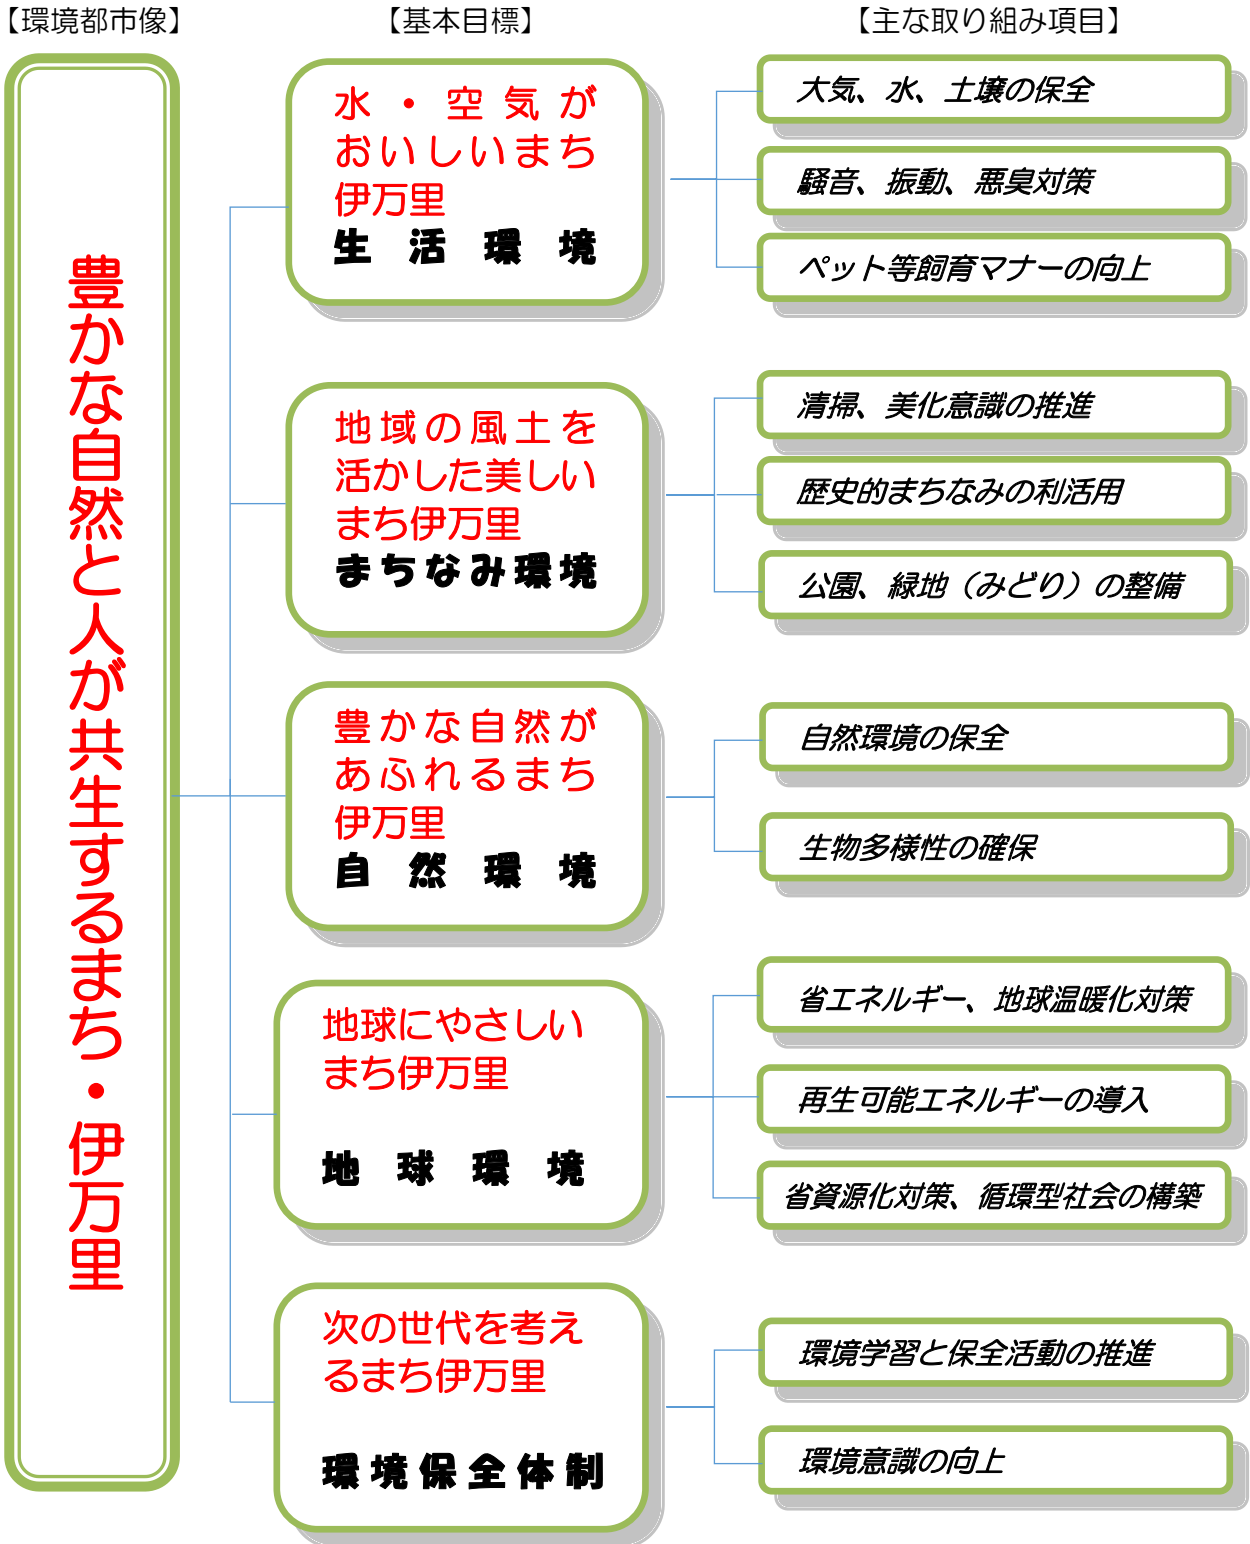 【環境都市像】
【基本目標】
【主な取り組み項目】
豊かな自然と人が共生するまち・伊万里
水・空気が
おいしいまち
伊万里
生活環境
大気、水、土壌の保全
騒音、振動、悪臭対策
ペット等飼育マナーの向上
地域の風土を
活かした美しい
まち伊万里
まちなみ環境
清掃、美化意識の推進
歴史的まちなみの利活用
公園、緑地（みどり）の整備
豊かな自然が
あふれるまち
伊万里
自然環境
自然環境の保全
生物多様性の確保
地球にやさしい
まち伊万里
地球環境
省エネルギー、地球温暖化対策
再生可能エネルギーの導入
省資源化対策、循環型社会の構築
次の世代を考え
るまち伊万里
環境保全体制
環境学習と保全活動の推進
環境意識の向上